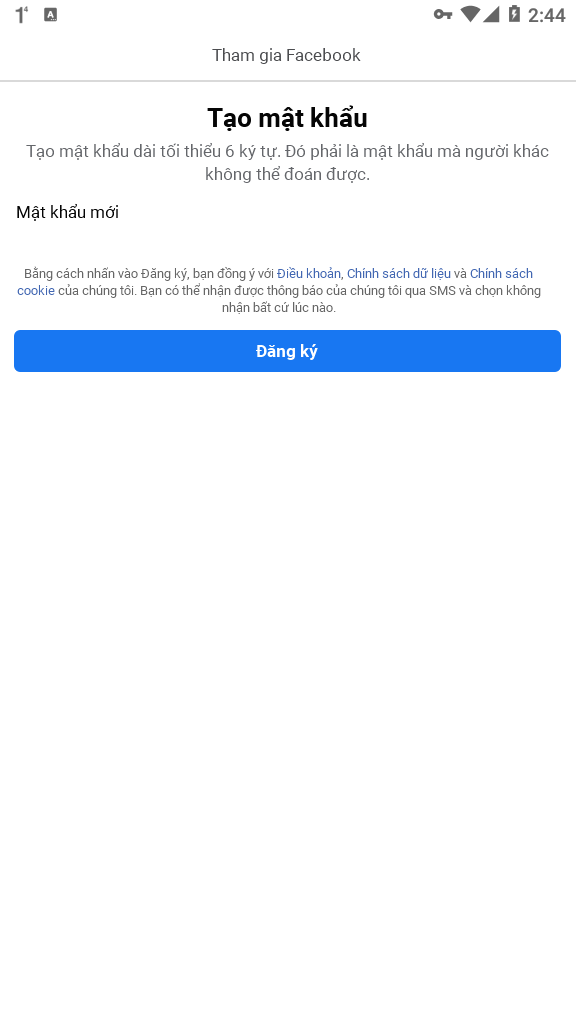 1⁴ A 2:44
Tham gia Facebook
Tạo mật khẩu
Tạo mật khẩu dài tối thiểu 6 ký tự. Đó phải là mật khẩu mà người khác
không thể đoán được.
Mật khẩu mới
Bằng cách nhấn vào Đăng ký, bạn đồng ý với Điều khoản, Chính sách dữ liệu và Chính sách
cookie của chúng tôi. Bạn có thể nhận được thông báo của chúng tôi qua SMS và chọn không
nhận bất cứ lúc nào.
Đăng ký